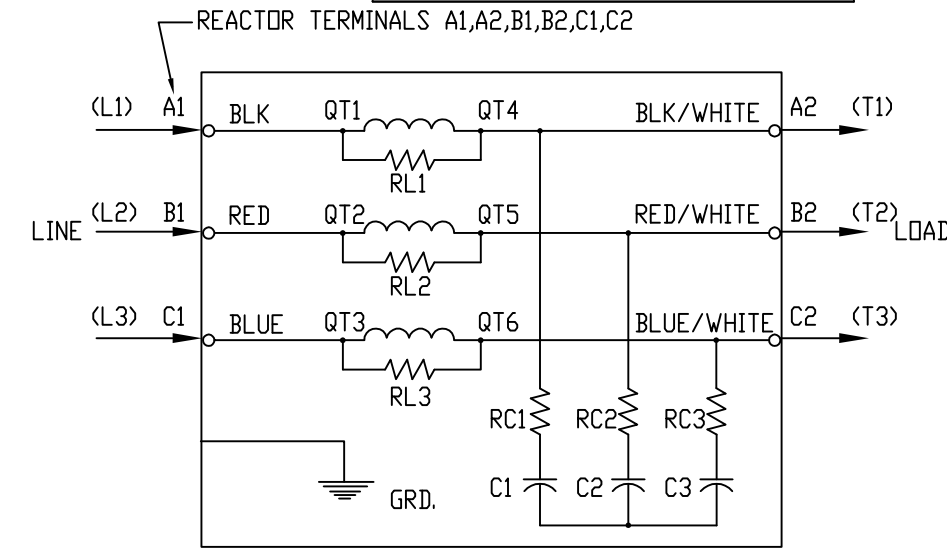 REACTOR TERMINALS A1,A2,B1,B2,C1,C2
(L1) A1 BLK QT1 QT4 BLK/WHITE A2 (T1)
RL1
LINE (L2) B1 RED QT2 QT5 RED/WHITE B2 (T2) LOAD
RL2
(L3) C1 BLUE QT3 QT6 BLUE/WHITE C2 (T3)
RL3
RC1 RC2 RC3
C1 C2 C3
GRD.